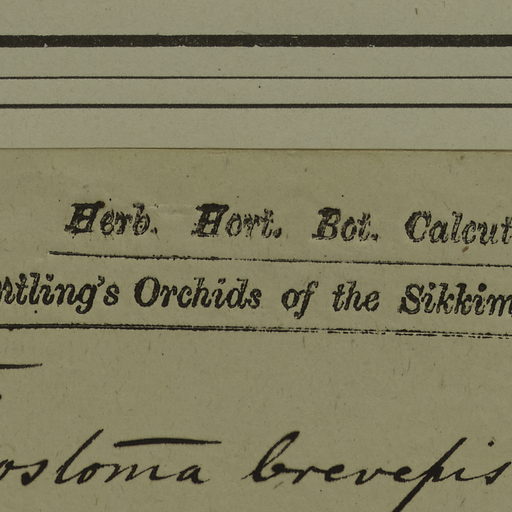 Herb. Hort. Bot. Calcut
ntling's Orchids of the Sikkim
ostoma brevepis